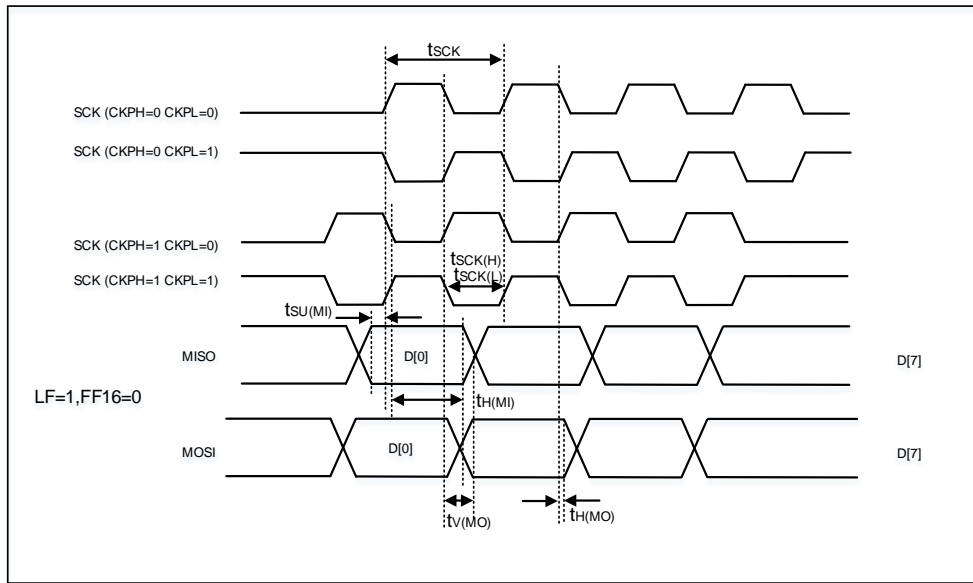 tSCK
SCK (CKPH=0 CKPL=0)
SCK (CKPH=0 CKPL=1)
SCK (CKPH=1 CKPL=0)
tSCK(H)
SCK (CKPH=1 CKPL=1)
tSCK(L)
tSU(MI)
MISO
D[0]
D[7]
LF=1,FF16=0
tH(MI)
MOSI
D[0]
D[7]
tV(MO)
tH(MO)